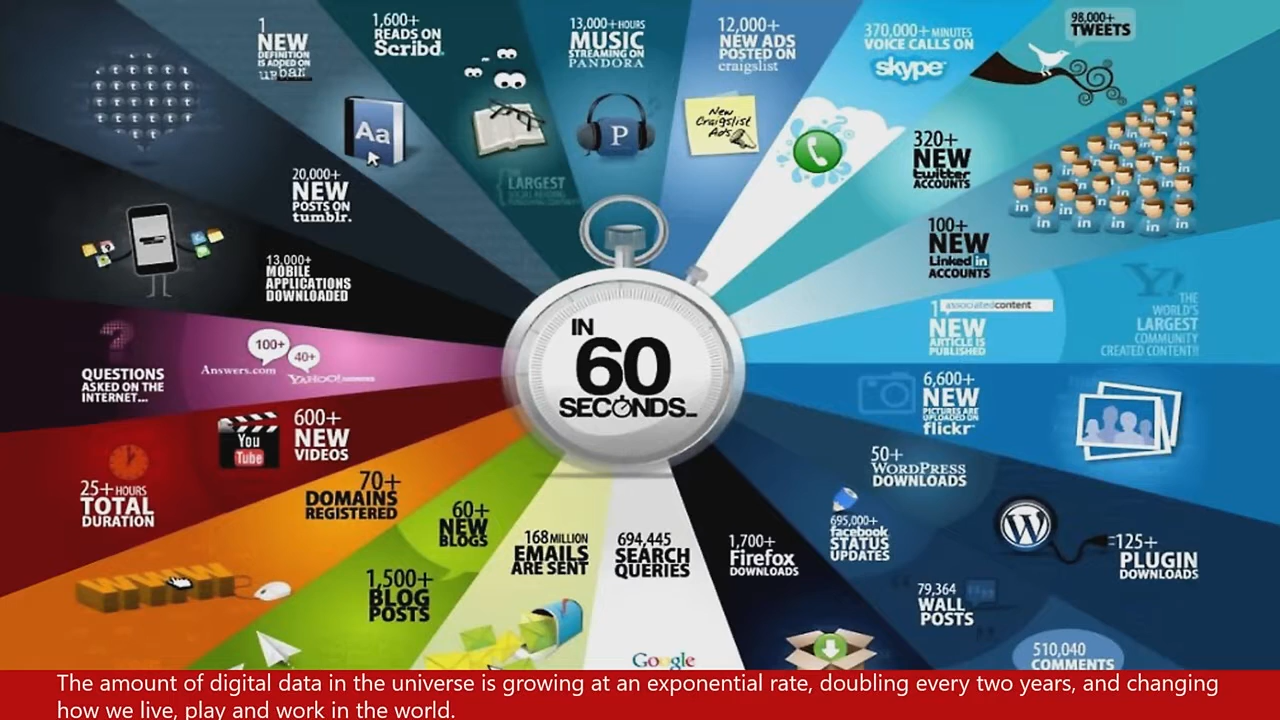 1
NEW
DEFINITION
IS ADDED ON
urban
1,600+
READS ON
Scribd.
13,000+ HOURS
MUSIC
STREAMING ON
PANDORA
12,000+
NEW ADS
POSTED ON
craigslist
370,000+ MINUTES
VOICE CALLS ON
skype
98,000+
TWEETS
Aa
P
New
Craigslist
Ads
320+
NEW
twitter
ACCOUNTS
20,000+
NEW
POSTS ON
tumblr.
THE
LARGEST
100+
NEW
Linked in
ACCOUNTS
13,000+
MOBILE
APPLICATIONS
DOWNLOADED
IN
60
SECONDS...
1 associatedcontent
NEW
ARTICLE IS
PUBLISHED
Y!
THE
WORLD'S
LARGEST
COMMUNITY
CREATED CONTENT!!
?
QUESTIONS
ASKED ON THE
INTERNET...
100+
Answers.com
40+
YAHOO! ANSWERS
6,600+
NEW
PICTURES ARE
UPLOADED ON
flickr
You
Tube
600+
NEW
VIDEOS
25+ HOURS
TOTAL
DURATION
50+
WORDPRESS
DOWNLOADS
70+
DOMAINS
REGISTERED
WWW
60+
NEW
BLOGS
1,500+
BLOG
POSTS
168 MILLION
EMAILS
ARE SENT
694,445
SEARCH
QUERIES
Google
1,700+
Firefox
DOWNLOADS
695,000+
facebook
STATUS
UPDATES
W
125+
PLUGIN
DOWNLOADS
79,364
WALL
POSTS
510,040
COMMENTS
The amount of digital data in the universe is growing at an exponential rate, doubling every two years, and changing
how we live, play and work in the world.